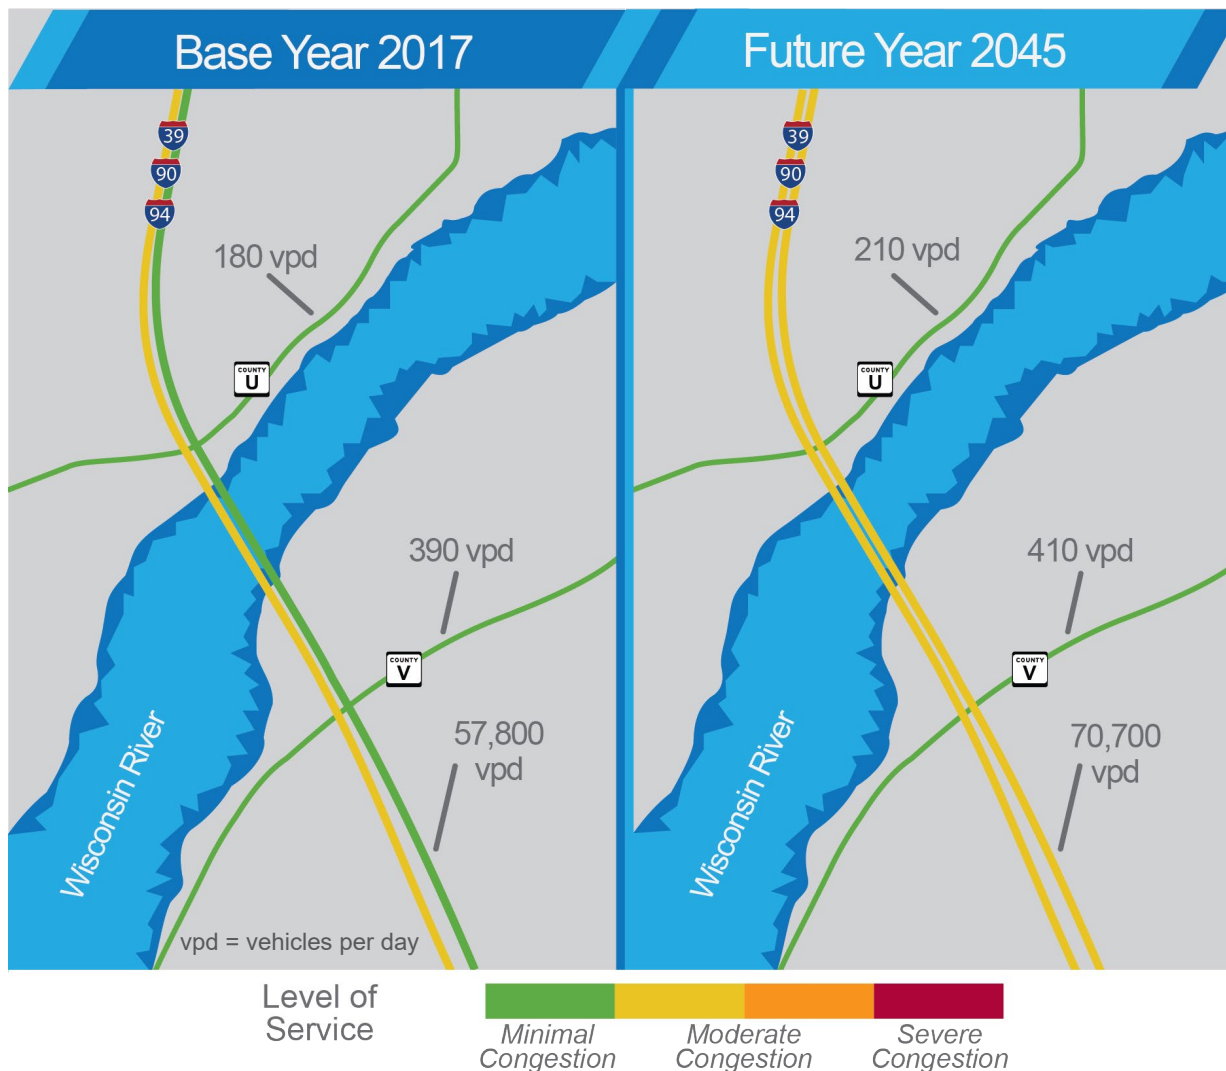 Base Year 2017
39
90
94
180 vpd
COUNTY
U
390 vpd
COUNTY
V
57,800
vpd
Wisconsin River
vpd = vehicles per day
Future Year 2045
39
90
94
210 vpd
COUNTY
U
410 vpd
COUNTY
V
70,700
vpd
Wisconsin River
Level of
Service
Minimal
Congestion
Moderate
Congestion
Severe
Congestion